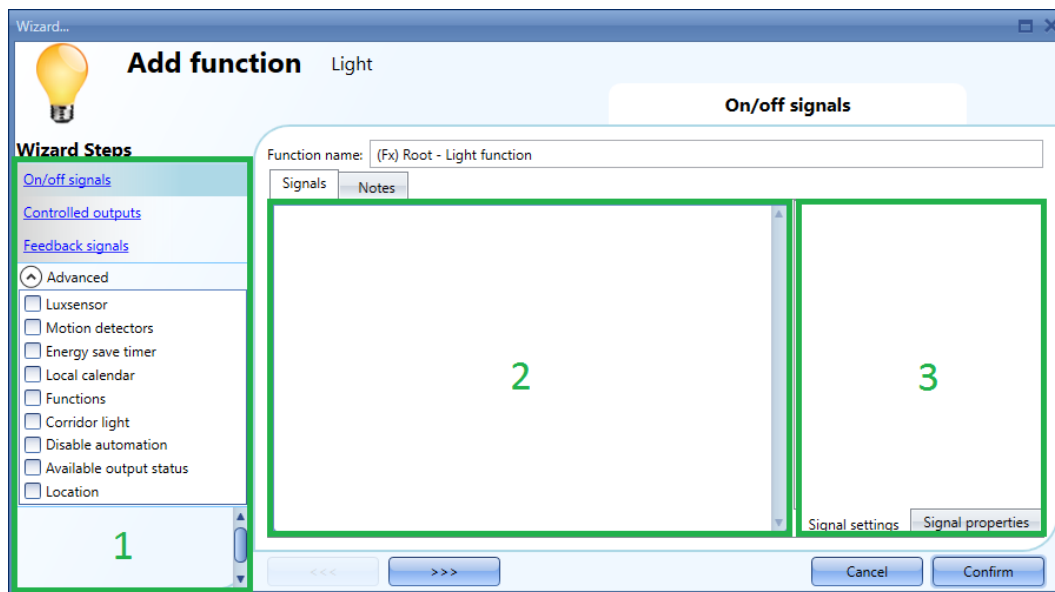 Wizard...
Add function Light
On/off signals
Wizard Steps
On/off signals
Controlled outputs
Feedback signals
Advanced
Luxsensor
Motion detectors
Energy save timer
Local calendar
Functions
Corridor light
Disable automation
Available output status
Location
1
Function name: (Fx) Root - Light function
Signals Notes
2
3
Signal settings Signal properties
<<< >>> Cancel Confirm